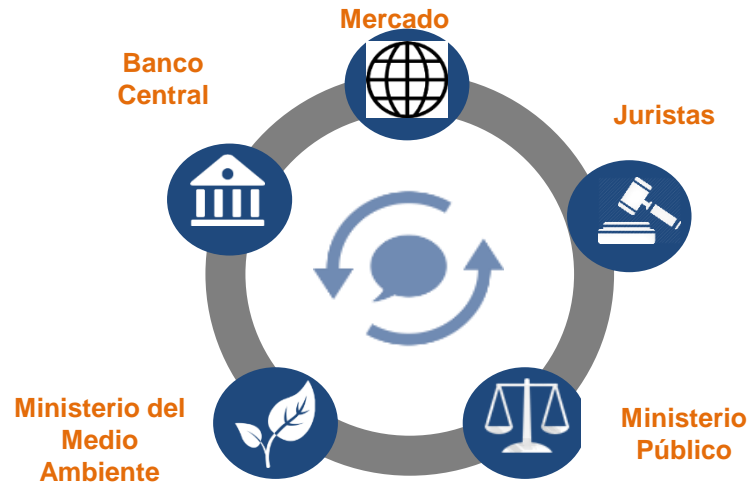 Mercado
Banco
Central
Juristas
Ministerio del
Medio
Ambiente
Ministerio
Público